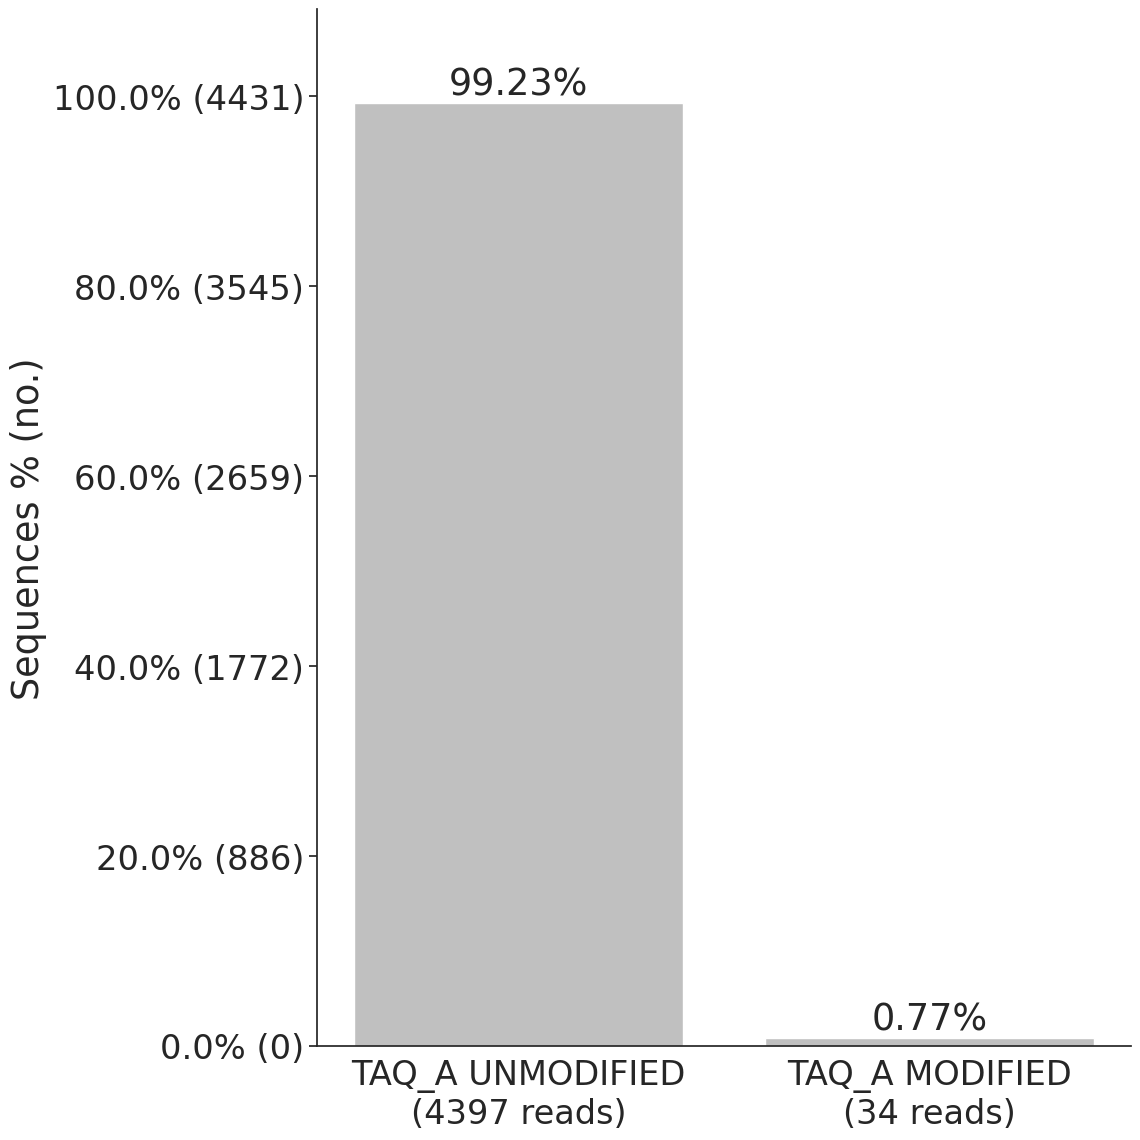 99.23%
100.0% (4431)
80.0% (3545)
60.0% (2659)
40.0% (1772)
20.0% (886)
0.0% (0)
Sequences % (no.)
0.77%
TAQ_A UNMODIFIED
(4397 reads)
TAQ_A MODIFIED
(34 reads)